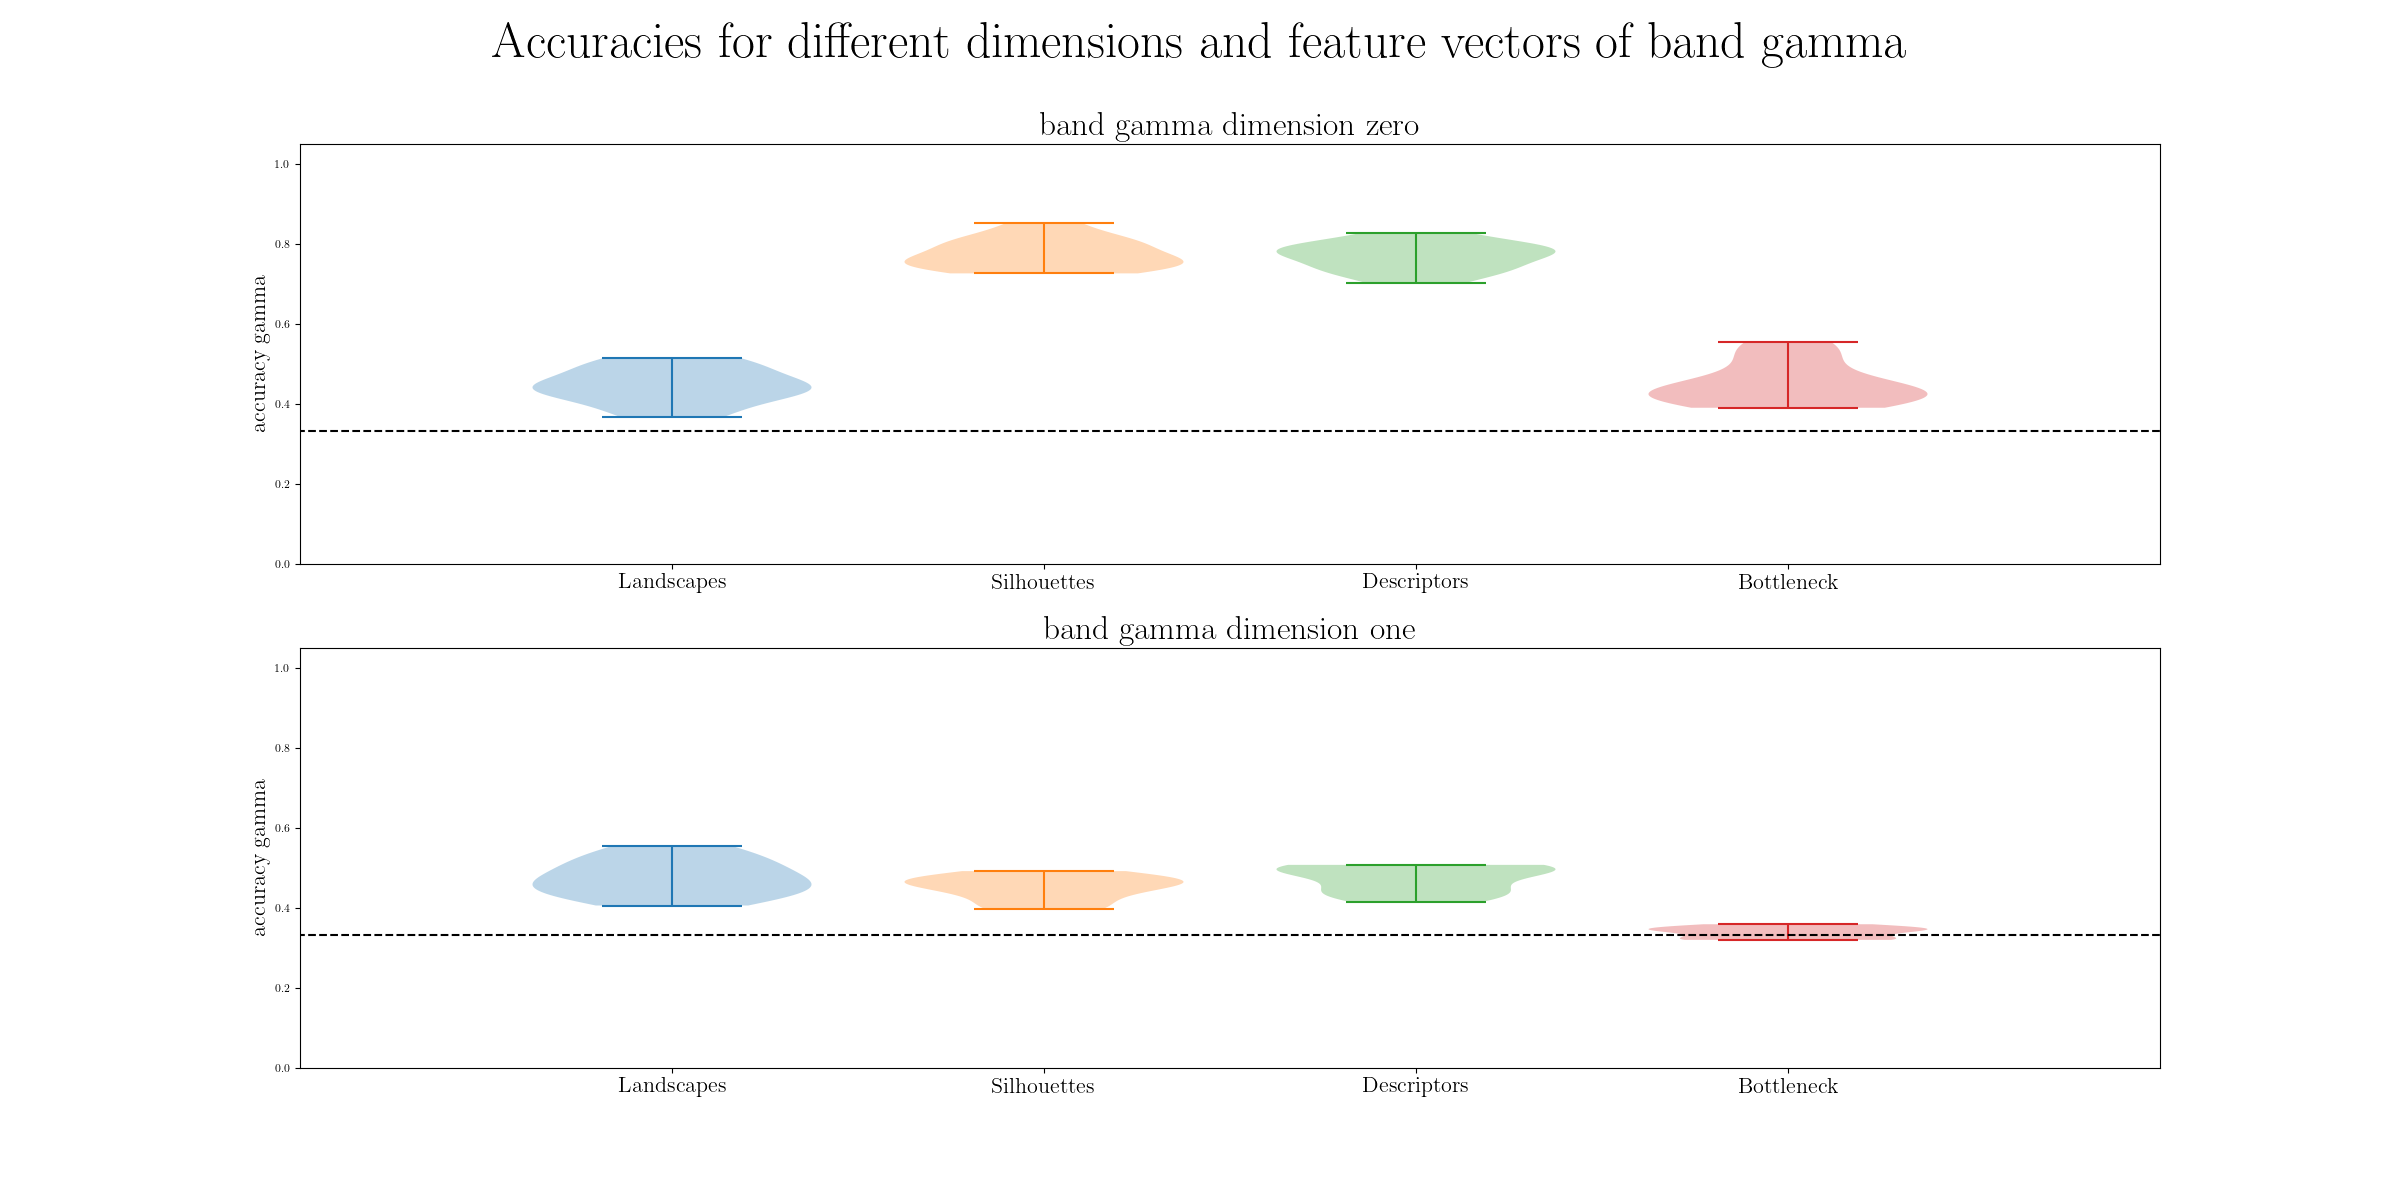 Accuracies for different dimensions and feature vectors of band gamma
band gamma dimension zero
accuracy gamma
1.0
0.8
0.6
0.4
0.2
0.0
Landscapes Silhouettes Descriptors Bottleneck
band gamma dimension one
accuracy gamma
1.0
0.8
0.6
0.4
0.2
0.0
Landscapes Silhouettes Descriptors Bottleneck